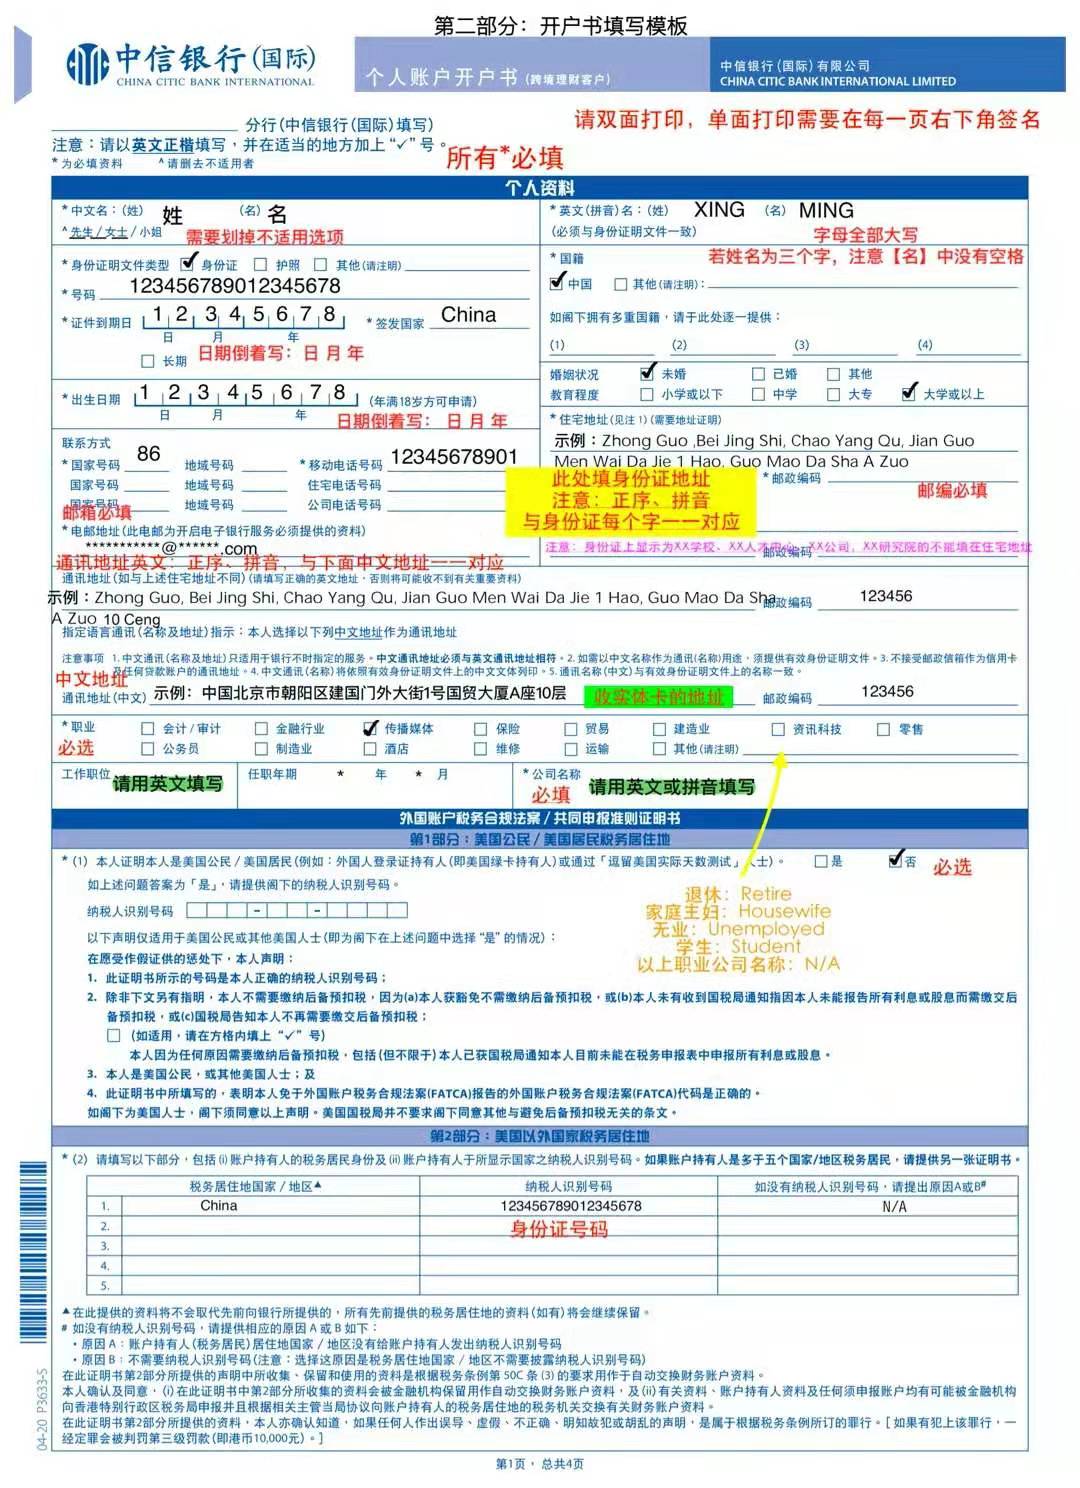 第二部分：开户书填写模板
中信银行(国际)
CHINA CITIC BANK INTERNATIONAL
个人账户开户书 (跨境理财客户)
中信银行(国际)有限公司
CHINA CITIC BANK INTERNATIONAL LIMITED
请双面打印，单面打印需要在每一页右下角签名
分行(中信银行(国际)填写)
注意：请以英文正楷填写，并在适当的地方加上“✓”号。
*为必填资料 ^请删去不适用者
所有*必填
个人资料
*中文名：(姓) 姓 (名) 名
^先生/女士/小姐
需要划掉不适用选项
*英文(拼音)名：(姓) XING (名) MING
(必须与身份证明文件一致)
字母全部大写
若姓名为三个字，注意【名】中没有空格
*身份证明文件类型 ✓ 身份证 □ 护照 □ 其他(请注明)
*号码 123456789012345678
*证件到期日 1 2 3 4 5 6 7 8 *签发国家 China
日 月 年
□ 长期 日期倒着写：日 月 年
*国籍
✓ 中国 □ 其他(请注明)：
如阁下拥有多重国籍，请于此处逐一提供：
(1) (2) (3) (4)
婚姻状况 ✓ 未婚 □ 已婚 □ 其他
教育程度 □ 小学或以下 □ 中学 □ 大专 ✓ 大学或以上
*出生日期 1 2 3 4 5 6 7 8 (年满18岁方可申请)
日 月 年
日期倒着写： 日 月 年
*住宅地址(见注1)(需要地址证明)
示例：Zhong Guo ,Bei Jing Shi, Chao Yang Qu, Jian Guo
Men Wai Da Jie 1 Hao, Guo Mao Da Sha A Zuo
此处填身份证地址
注意：正序、拼音
与身份证每个字一一对应
*邮政编码
邮编必填
注意：身份证上显示为XX学校、XX人才中心、XX公司，XX研究院的不能填在住宅地址
邮政编码
联系方式
*国家号码 86 地域号码 *移动电话号码 12345678901
国家号码 地域号码 住宅电话号码
国家号码 地域号码 公司电话号码
邮箱必填
*电邮地址(此电邮为开启电子银行服务必须提供的资料)
***********@******.com
通讯地址英文：正序、拼音，与下面中文地址一一对应
通讯地址(如与上述住宅地址不同)(请填写正确的英文地址，否则将可能收不到有关重要资料)
示例：Zhong Guo, Bei Jing Shi, Chao Yang Qu, Jian Guo Men Wai Da Jie 1 Hao, Guo Mao Da Sha
邮政编码 123456
A Zuo 10 Ceng
指定语言通讯(名称及地址)指示：本人选择以下列中文地址作为通讯地址
注意事项 1.中文通讯(名称及地址)只适用于银行不时指定的服务。中文通讯地址必须与英文通讯地址相符。2.如需以中文名称作为通讯(名称)用途，须提供有效身份证明文件。3.不接受邮政信箱作为信用卡
及任何贷款账户的通讯地址。4.中文通讯(名称)将依照有效身份证明文件上的中文文体列印。5.通讯名称(中文)与有效身份证明文件上的名称一致。
中文地址
通讯地址(中文) 示例：中国北京市朝阳区建国门外大街1号国贸大厦A座10层 收实体卡的地址 邮政编码 123456
*职业 □ 会计/审计 □ 金融行业 ✓ 传播媒体 □ 保险 □ 贸易 □ 建造业 □ 资讯科技 □ 零售
必选 □ 公务员 □ 制造业 □ 酒店 □ 维修 □ 运输 □ 其他(请注明)
工作职位 请用英文填写 任职年期 * 年 * 月 *公司名称 必填 请用英文或拼音填写
外国账户税务合规法案/共同申报准则证明书
第1部分：美国公民/美国居民税务居住地
*(1) 本人证明本人是美国公民/美国居民(例如：外国人登录证持有人(即美国绿卡持有人)或通过「逗留美国实际天数测试」人士)。 □是 ✓否 必选
如上述问题答案为「是」，请提供阁下的纳税人识别号码。
纳税人识别号码
退休：Retire
家庭主妇：Housewife
无业：Unemployed
学生：Student
以上职业公司名称：N/A
以下声明仅适用于美国公民或其他美国人士(即为阁下在上述问题中选择“是”的情况)：
在愿受作假证供的惩处下，本人声明：
1. 此证明书所示的号码是本人正确的纳税人识别号码；
2. 除非下文另有指明，本人不需要缴纳后备预扣税，因为(a)本人获豁免不需缴纳后备预扣税，或(b)本人未有收到国税局通知指因本人未能报告所有利息或股息而需缴交后
备预扣税，或(c)国税局告知本人不再需要缴交后备预扣税；
□ (如适用，请在方格内填上“✓”号)
本人因为任何原因需要缴纳后备预扣税，包括(但不限于)本人已获国税局通知本人目前未能在税务申报表中申报所有利息或股息。
3. 本人是美国公民，或其他美国人士；及
4. 此证明书中所填写的，表明本人免于外国账户税务合规法案(FATCA)报告的外国账户税务合规法案(FATCA)代码是正确的。
如阁下为美国人士，阁下须同意以上声明。美国国税局并不要求阁下同意其他与避免后备预扣税无关的条文。
第2部分：美国以外国家税务居住地
*(2) 请填写以下部分，包括(i)账户持有人的税务居民身份及(ii)账户持有人于所显示国家之纳税人识别号码。如果账户持有人是多于五个国家/地区税务居民，请提供另一张证明书。
税务居住地国家/地区▲ 纳税人识别号码 如没有纳税人识别号码，请提出原因A或B#
1. China 123456789012345678 N/A
2. 身份证号码
3.
4.
5.
▲在此提供的资料将不会取代先前向银行所提供的，所有先前提供的税务居住地的资料(如有)将会继续保留。
# 如没有纳税人识别号码，请提供相应的原因A或B如下：
・原因A：账户持有人(税务居民)居住地国家/地区没有给账户持有人发出纳税人识别号码
・原因B：不需要纳税人识别号码(注意：选择这原因是税务居住地国家/地区不需要披露纳税人识别号码)
在此证明书第2部分所提供的声明中所收集、保留和使用的资料是根据税务条例第50C条(3)的要求用作于自动交换财务账户资料。
本人确认及同意，(i)在此证明书中第2部分所收集的资料会被金融机构保留用作自动交换财务账户资料，及(ii)有关资料、账户持有人资料及任何须申报账户均有可能被金融机构
向香港特别行政区税务局申报并且根据相关主管当局协议向账户持有人的税务居住地的税务机关交换有关财务账户资料。
在此证明书第2部分所提供的资料，本人亦确认知道，如果任何人作出误导、虚假、不正确、明知故犯或胡乱的声明，是属于根据税务条例所订的罪行。[如果有犯上该罪行，一
经定罪会被判罚第三级罚款(即港币10,000元)。]
04-20 P3633-S
第1页，总共4页